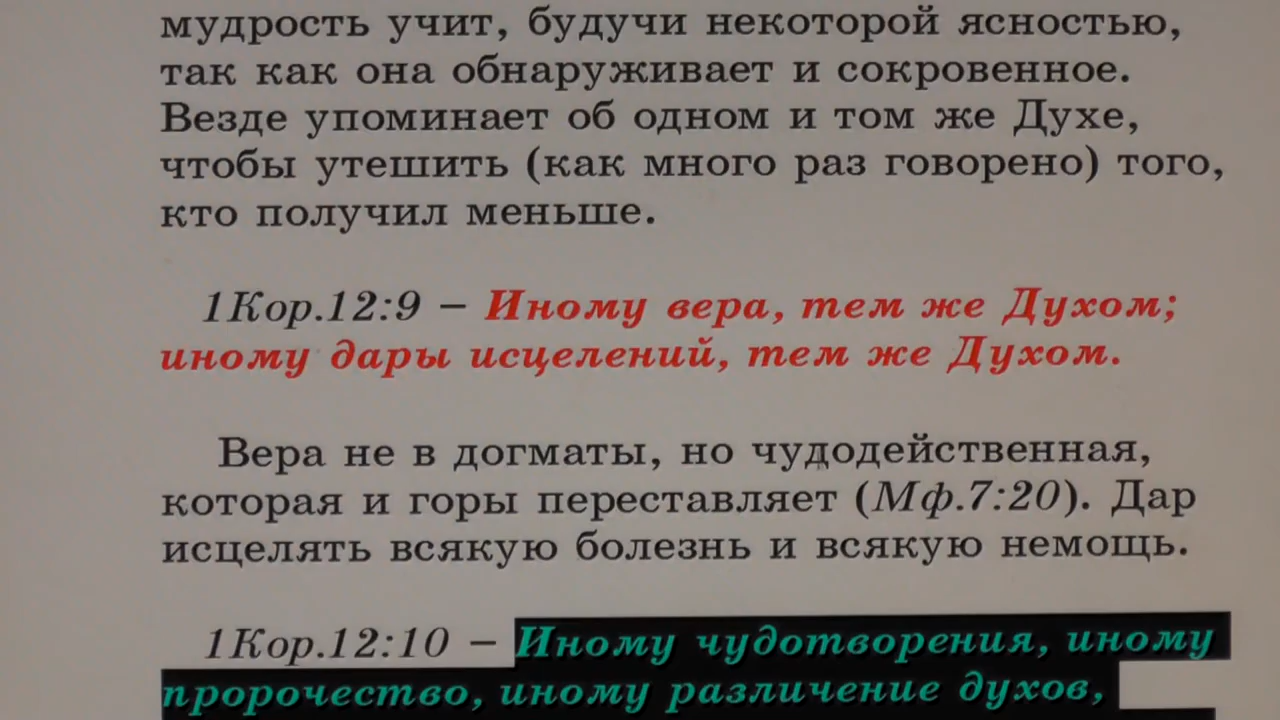 мудрость учит, будучи некоторой ясностью,
так как она обнаруживает и сокровенное.
Везде упоминает об одном и том же Духе,
чтобы утешить (как много раз говорено) того,
кто получил меньше.
1Кор.12:9 – Иному вера, тем же Духом;
иному дары исцелений, тем же Духом.
Вера не в догматы, но чудодейственная,
которая и горы переставляет (Мф.7:20). Дар
исцелять всякую болезнь и всякую немощь.
1Кор.12:10 – Иному чудотворения, иному
пророчество, иному различение духов,